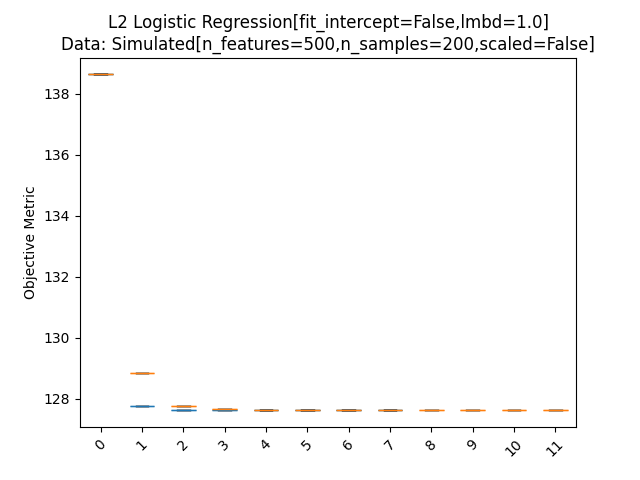 L2 Logistic Regression[fit_intercept=False,lmbd=1.0]
Data: Simulated[n_features=500,n_samples=200,scaled=False]
138
136
134
132
130
128
Objective Metric
0 1 2 3 4 5 6 7 8 9 10 11